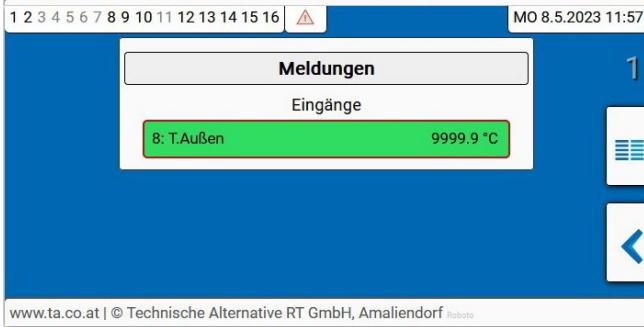 1 2 3 4 5 6 7 8 9 10 11 12 13 14 15 16
MO 8.5.2023 11:57
Meldungen
1
Eingänge
8: T.Außen 9999.9 °C
www.ta.co.at | © Technische Alternative RT GmbH, Amaliendorf Roboto